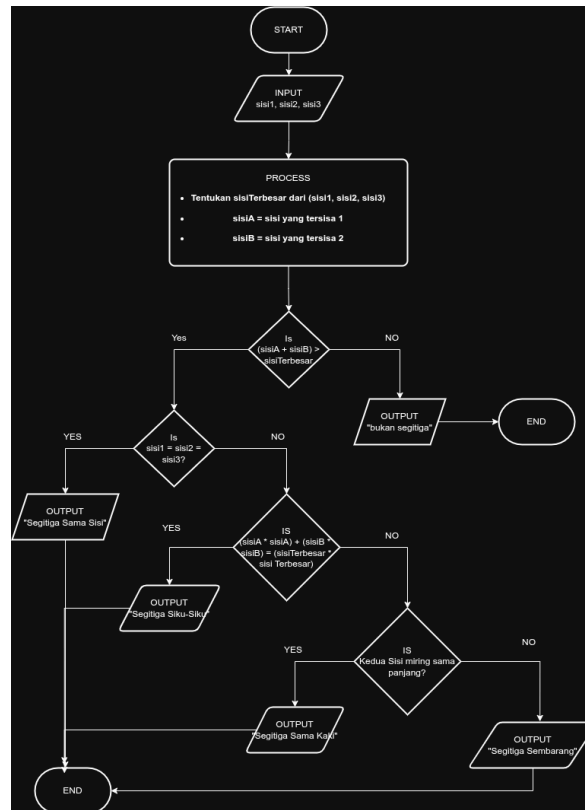 START
INPUT
sisi1, sisi2, sisi3
PROCESS
• Tentukan sisiTerbesar dari (sisi1, sisi2, sisi3)
• sisiA = sisi yang tersisa 1
• sisiB = sisi yang tersisa 2
Is
(sisiA + sisiB) >
sisiTerbesar
Yes
NO
OUTPUT
"bukan segitiga"
END
Is
sisi1 = sisi2 =
sisi3?
YES
NO
OUTPUT
"Segitiga Sama Sisi"
IS
(sisiA * sisiA) + (sisiB *
sisiB) = (sisiTerbesar *
sisi Terbesar)
YES
NO
OUTPUT
"Segitiga Siku-Siku"
IS
Kedua Sisi miring sama
panjang?
YES
NO
OUTPUT
"Segitiga Sama Kaki"
OUTPUT
"Segitiga Sembarang"
END